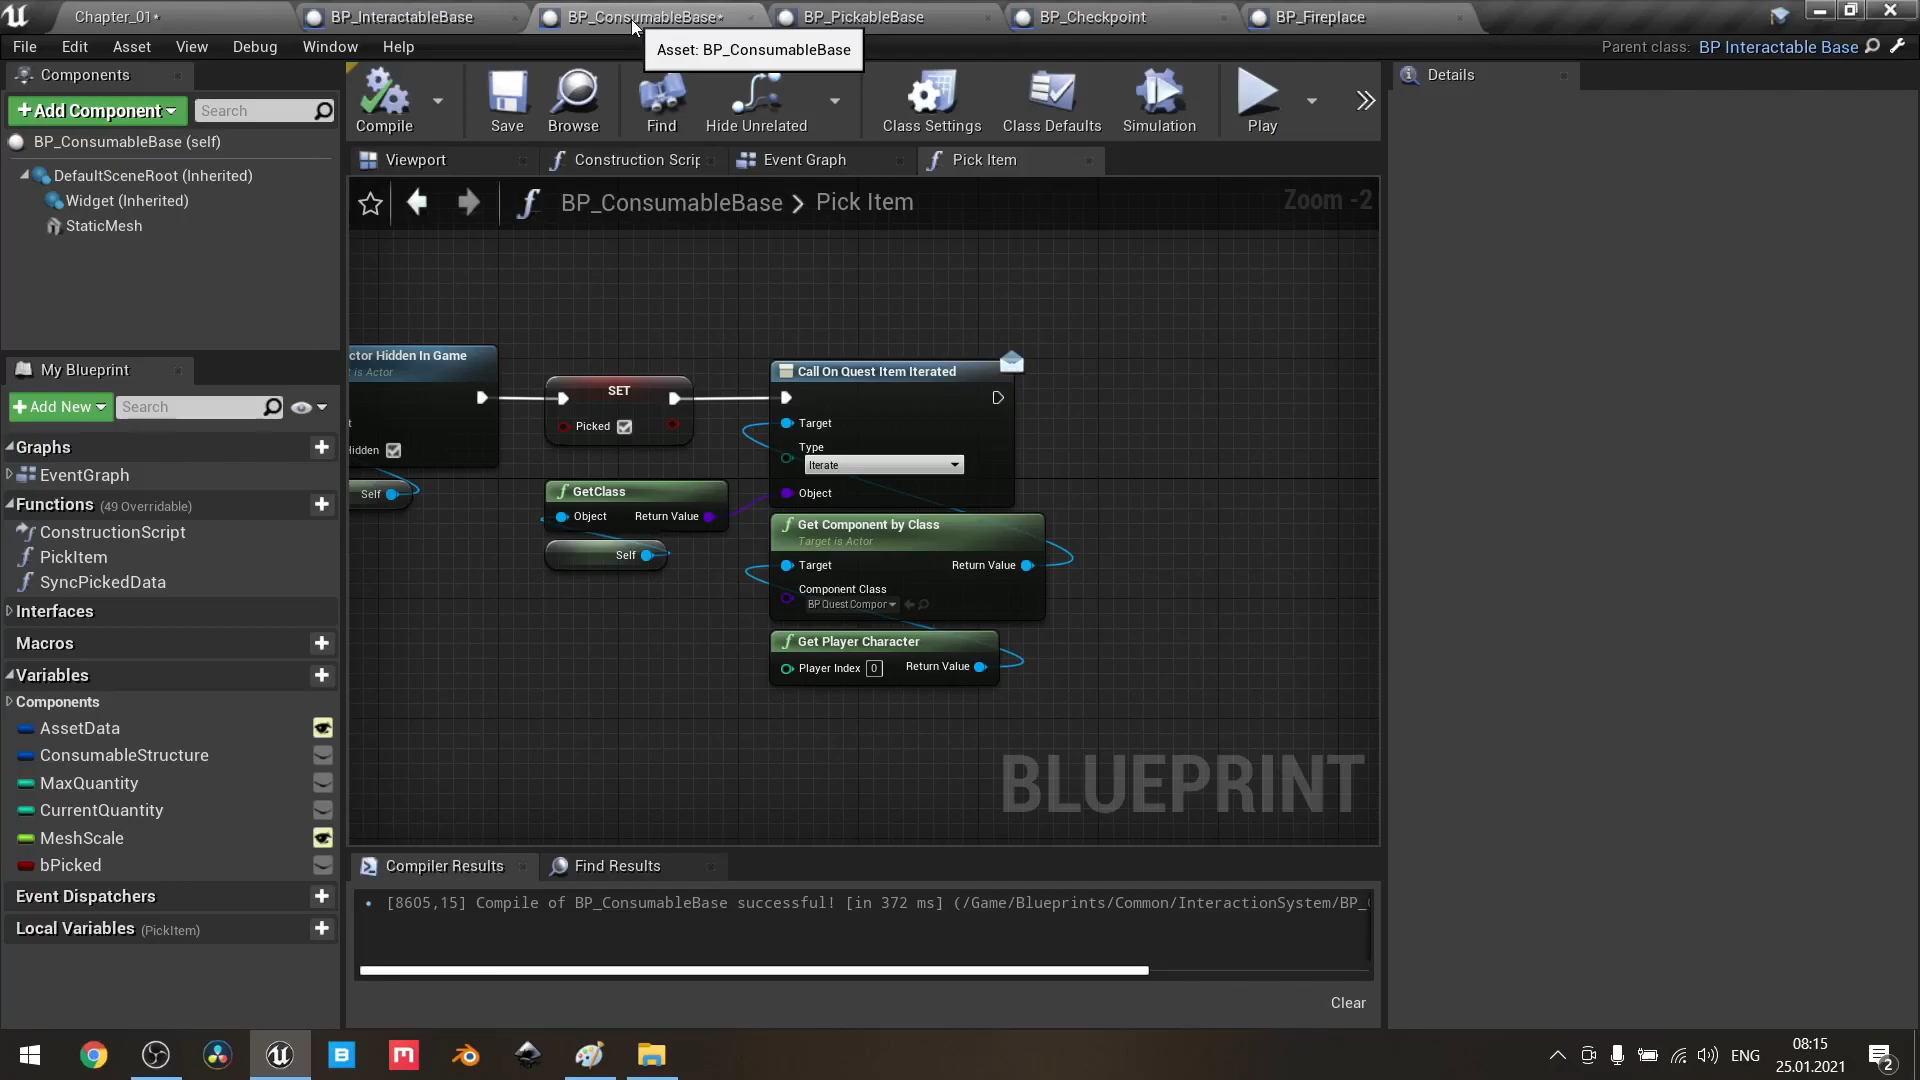 Chapter_01*
BP_InteractableBase
BP_ConsumableBase*
BP_PickableBase
BP_Checkpoint
BP_Fireplace
File Edit Asset View Debug Window Help
Asset: BP_ConsumableBase
Parent class: BP Interactable Base
Components
+Add Component
Search
BP_ConsumableBase (self)
DefaultSceneRoot (Inherited)
Widget (Inherited)
StaticMesh
Compile
Save
Browse
Find
Hide Unrelated
Class Settings
Class Defaults
Simulation
Play
Details
Viewport
Construction Scrip
Event Graph
Pick Item
BP_ConsumableBase > Pick Item
Zoom -2
My Blueprint
+Add New
Search
Graphs
EventGraph
Functions (49 Overridable)
ConstructionScript
PickItem
SyncPickedData
Interfaces
Macros
Variables
Components
AssetData
ConsumableStructure
MaxQuantity
CurrentQuantity
MeshScale
bPicked
Event Dispatchers
Local Variables (PickItem)
ctor Hidden In Game
t is Actor
t
Hidden
Self
SET
Picked
GetClass
Object Return Value
Self
Call On Quest Item Iterated
Target
Type
Iterate
Object
Get Component by Class
Target is Actor
Target Return Value
Component Class
BP Quest Compor
Get Player Character
Player Index 0 Return Value
BLUEPRINT
Compiler Results
Find Results
[8605,15] Compile of BP_ConsumableBase successful! [in 372 ms] (/Game/Blueprints/Common/InteractionSystem/BP_
Clear
ENG
08:15
25.01.2021
2